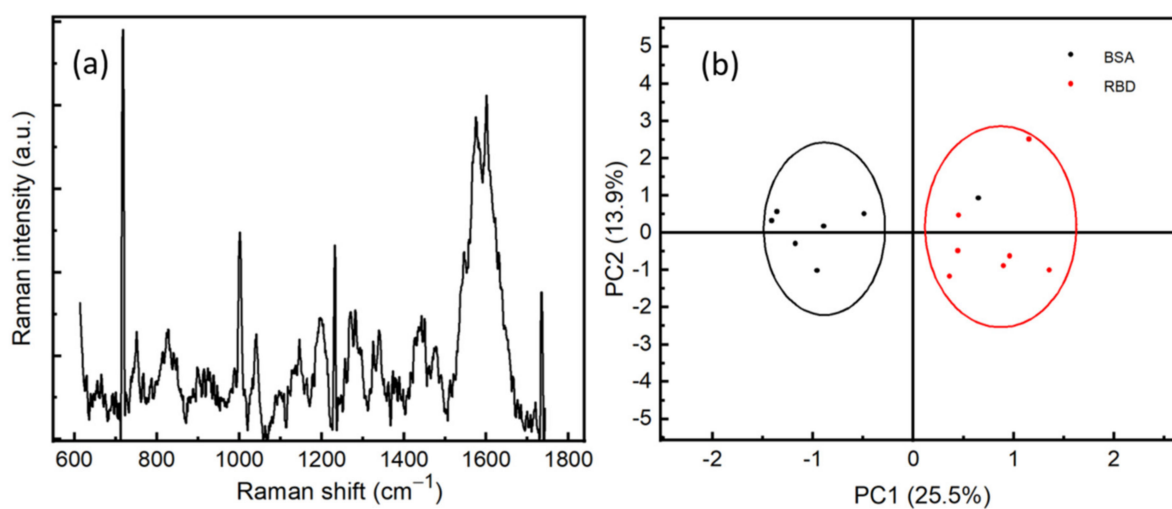 (a)
Raman intensity (a.u.)
600 800 1000 1200 1400 1600 1800
Raman shift (cm⁻¹)
(b)
BSA
RBD
PC2 (13.9%)
5
4
3
2
1
0
-1
-2
-3
-4
-5
-2 -1 0 1 2
PC1 (25.5%)